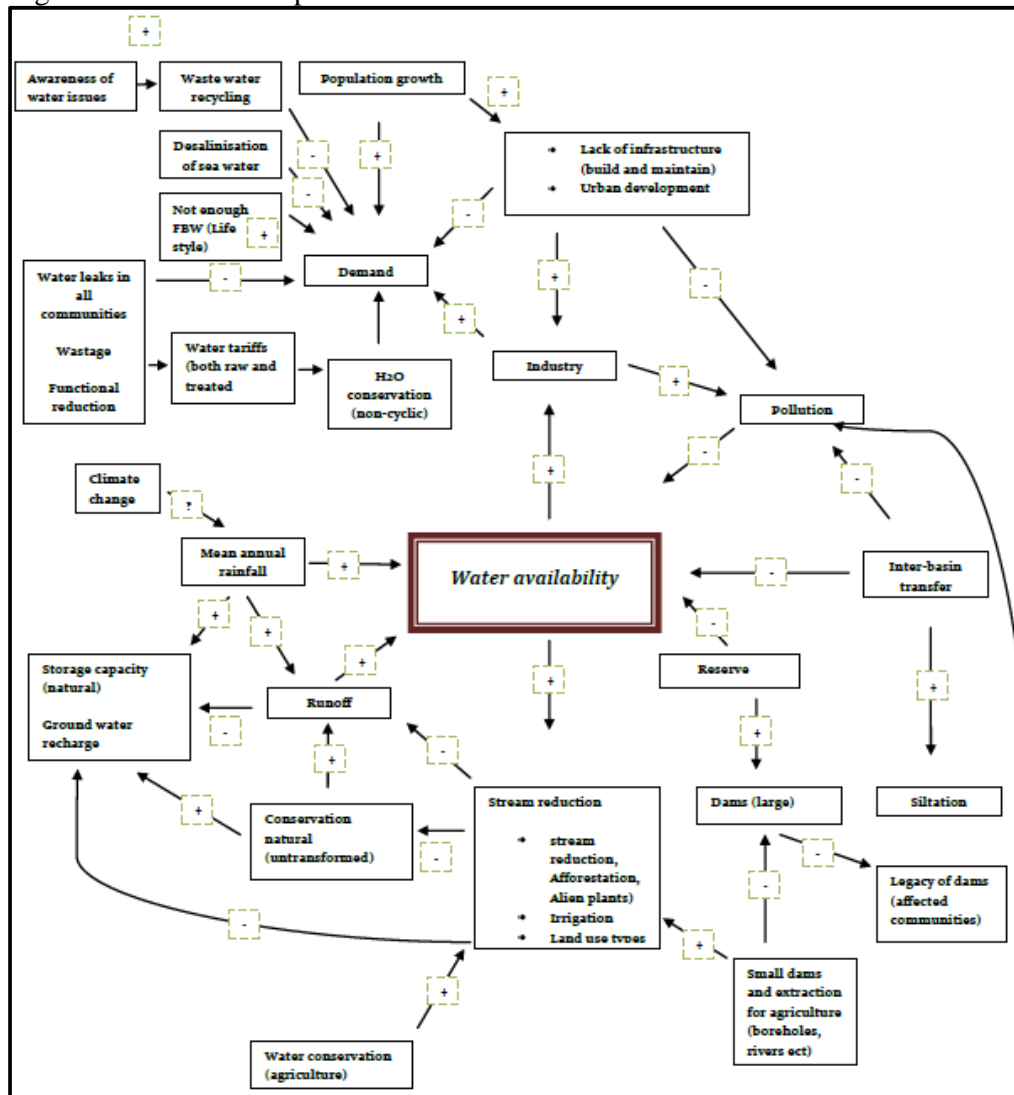 +
Awareness of
water issues
Waste water
recycling
Population growth
+
Desalinisation
of sea water
-
+
• Lack of infrastructure
(build and maintain)
• Urban development
-
Not enough
FBW (Life
style)
+
-
Water leaks in
all
communities
Wastage
Functional
reduction
-
Demand
+
-
+
Water tariffs
(both raw and
treated
H2O
conservation
(non-cyclic)
Industry
+
Pollution
+
-
-
Climate
change
?
Mean annual
rainfall
+
Water availability
-
Inter-basin
transfer
+
+
-
Storage capacity
(natural)
Ground water
recharge
-
Runoff
+
+
Reserve
+
+
-
+
Dams (large)
Siltation
+
Conservation
natural
(untransformed)
-
Stream reduction
• stream
reduction,
Afforestation,
Alien plants)
• Irrigation
• Land use types
-
-
Legacy of dams
(affected
communities)
-
+
Small dams
and extraction
for agriculture
(boreholes,
rivers ect)
+
Water conservation
(agriculture)